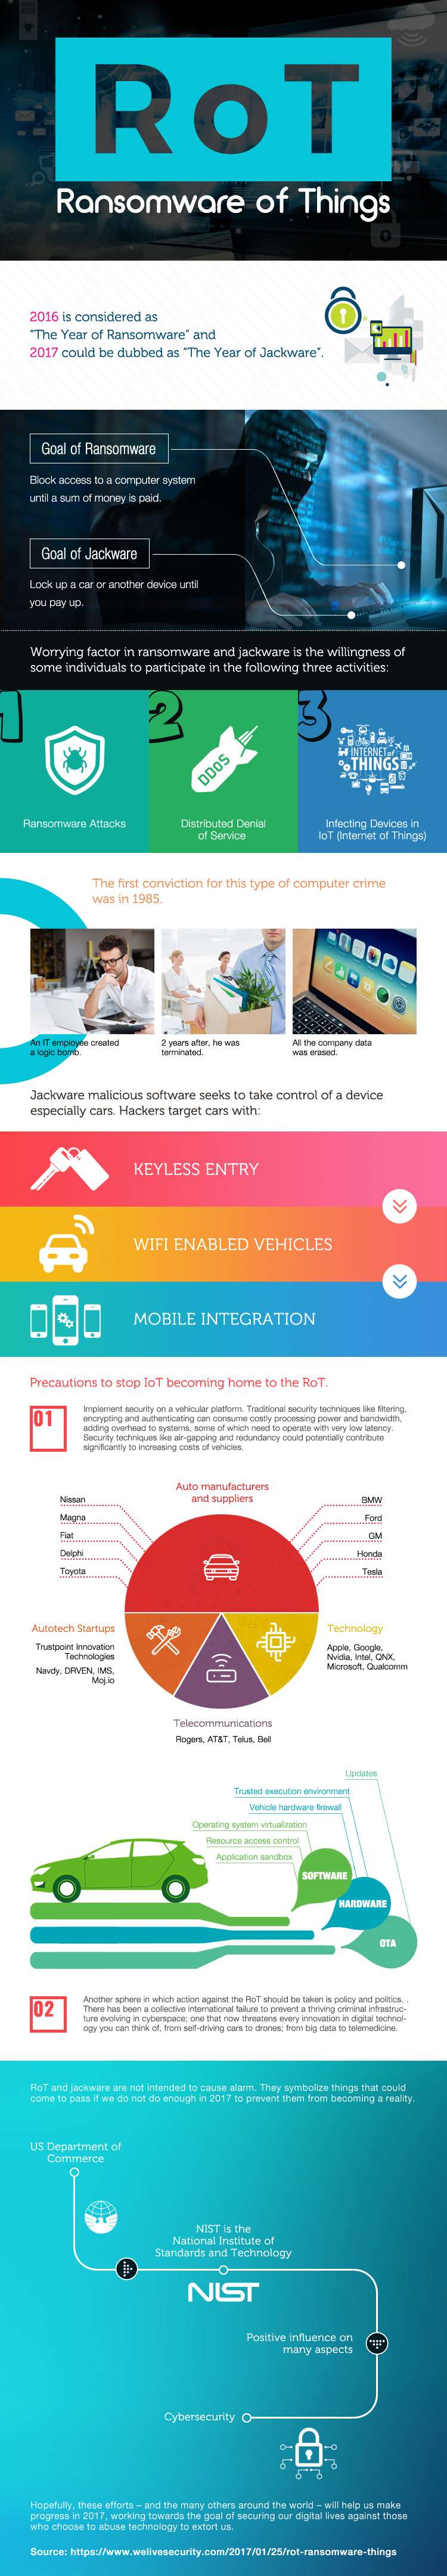 RoT
Ransomware of Things
2016 is considered as
"The Year of Ransomware" and
2017 could be dubbed as "The Year of Jackware".
Goal of Ransomware
Block access to a computer system
until a sum of money is paid.
Goal of Jackware
Lock up a car or another device until
you pay up.
Worrying factor in ransomware and jackware is the willingness of
some individuals to participate in the following three activities:
1
Ransomware Attacks
2
DDoS
Distributed Denial
of Service
3
INTERNET of
THINGS
Infecting Devices in
IoT (Internet of Things)
The first conviction for this type of computer crime
was in 1985.
An IT employee created
a logic bomb.
2 years after, he was
terminated.
All the company data
was erased.
Jackware malicious software seeks to take control of a device
especially cars. Hackers target cars with:
KEYLESS ENTRY
WIFI ENABLED VEHICLES
MOBILE INTEGRATION
Precautions to stop IoT becoming home to the RoT.
01
Implement security on a vehicular platform. Traditional security techniques like filtering,
encrypting and authenticating can consume costly processing power and bandwidth,
adding overhead to systems, some of which need to operate with very low latency.
Security techniques like air-gapping and redundancy could potentially contribute
significantly to increasing costs of vehicles.
Auto manufacturers
and suppliers
Nissan
Magna
Fiat
Delphi
Toyota
BMW
Ford
GM
Honda
Tesla
Autotech Startups
Trustpoint Innovation
Technologies
Navdy, DRVEN, IMS,
Moj.io
Technology
Apple, Google,
Nvidia, Intel, QNX,
Microsoft, Qualcomm
Telecommunications
Rogers, AT&T, Telus, Bell
Updates
Trusted execution environment
Vehicle hardware firewall
Operating system virtualization
Resource access control
Application sandbox
SOFTWARE
HARDWARE
OTA
02
Another sphere in which action against the RoT should be taken is policy and politics. .
There has been a collective international failure to prevent a thriving criminal infrastruc-
ture evolving in cyberspace; one that now threatens every innovation in digital technol-
ogy you can think of, from self-driving cars to drones; from big data to telemedicine.
RoT and jackware are not intended to cause alarm. They symbolize things that could
come to pass if we do not do enough in 2017 to prevent them from becoming a reality.
US Department of
Commerce
NIST is the
National Institute of
Standards and Technology
NIST
Positive influence on
many aspects
Cybersecurity
Hopefully, these efforts – and the many others around the world – will help us make
progress in 2017, working towards the goal of securing our digital lives against those
who choose to abuse technology to extort us.
Source: https://www.welivesecurity.com/2017/01/25/rot-ransomware-things